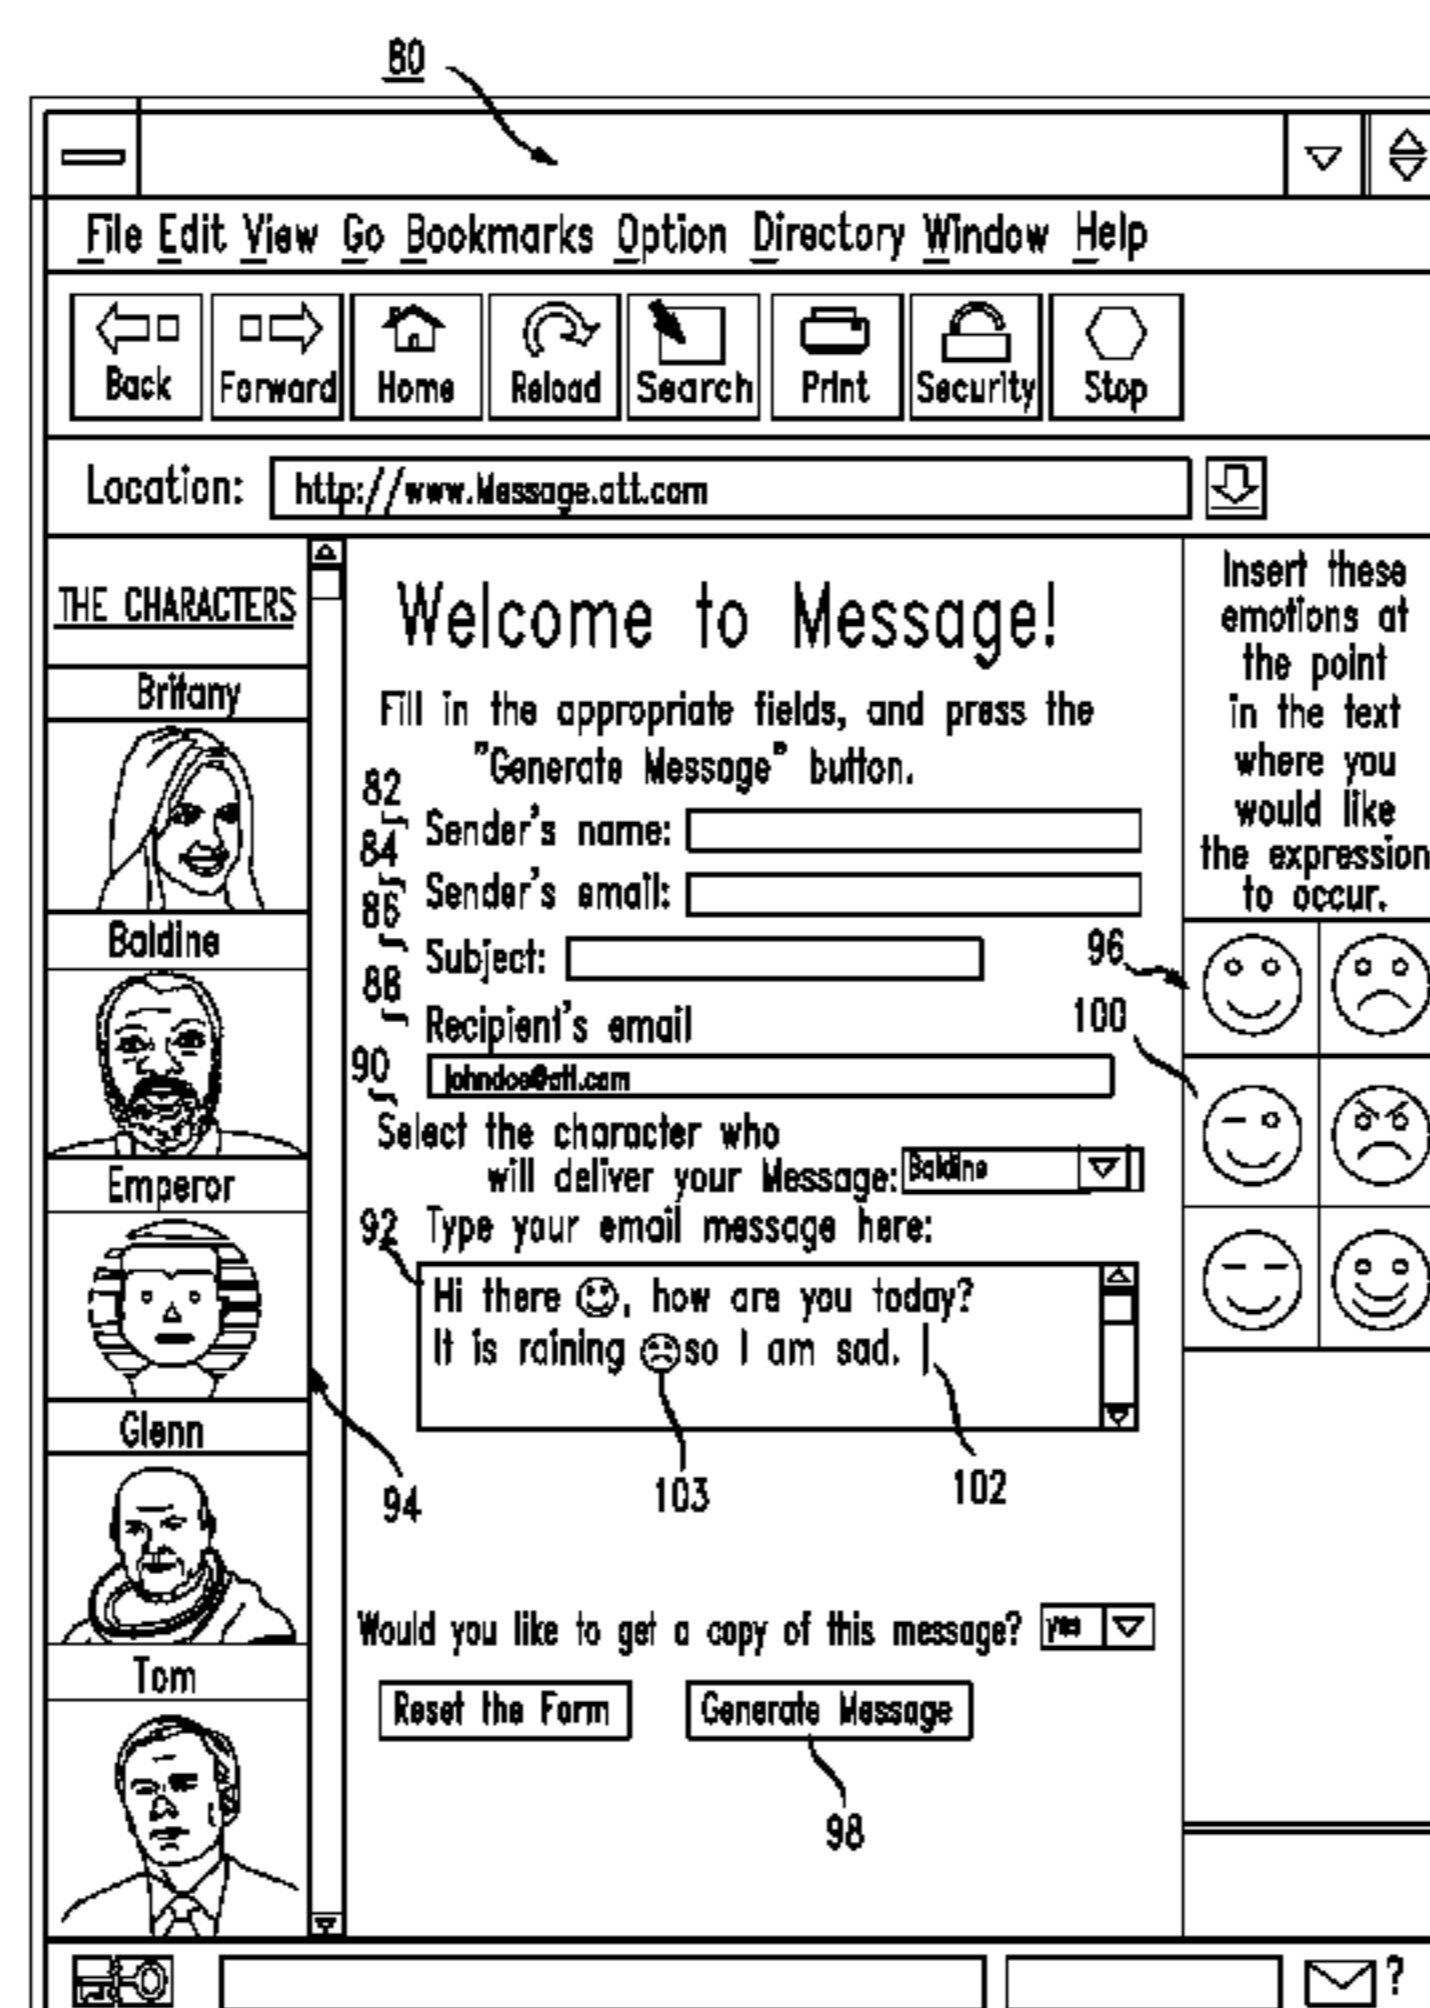 80
File Edit View Go Bookmarks Option Directory Window Help
Back Forward Home Reload Search Print Security Stop
Location: http://www.Message.att.com
THE CHARACTERS
Britany
Boldine
Emperor
Glenn
Tom
94
Welcome to Message!
Fill in the appropriate fields, and press the
"Generate Message" button.
82 Sender's name:
84 Sender's email:
86 Subject:
88 Recipient's email
johndoe@att.com
90 Select the character who
will deliver your Message: Boldine
92 Type your email message here:
Hi there ☺, how are you today?
It is raining ☹ so I am sad.
103
102
Would you like to get a copy of this message? yes
Reset the Form Generate Message
98
Insert these
emotions at
the point
in the text
where you
would like
the expression
to occur.
96
100
?